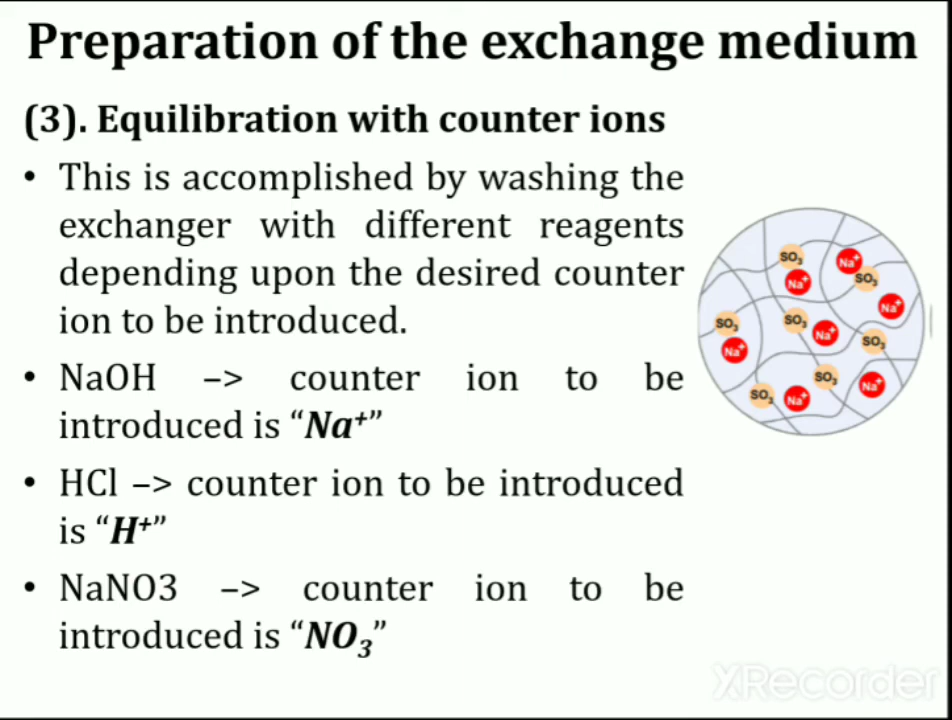 Preparation of the exchange medium
(3). Equilibration with counter ions
• This is accomplished by washing the
exchanger with different reagents
depending upon the desired counter
ion to be introduced.
• NaOH –> counter ion to be
introduced is “Na⁺”
• HCl –> counter ion to be introduced
is “H⁺”
• NaNO3 –> counter ion to be
introduced is “NO₃”
SO₃
Na⁺
Na⁺
SO₃
Na⁺
SO₃
Na⁺
SO₃
Na⁺
SO₃
SO₃
Na⁺
SO₃
Na⁺
XRecorder